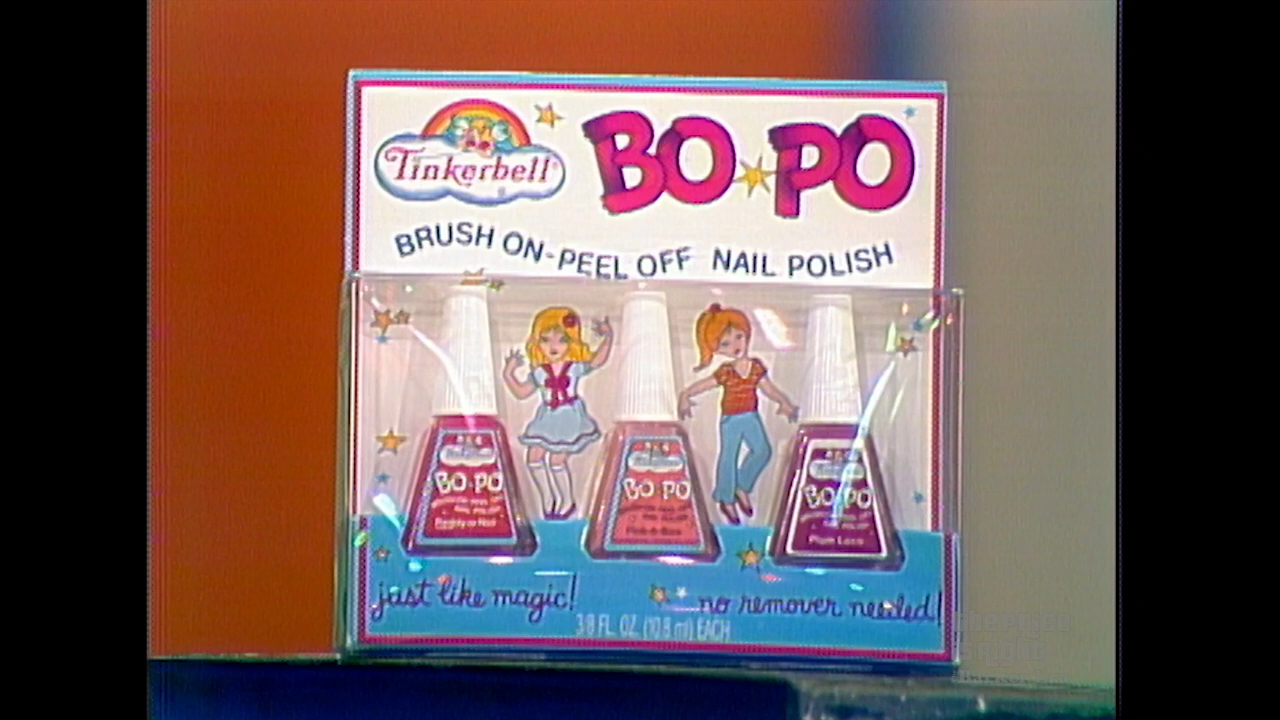 Tinkerbell
BO·PO
BRUSH ON-PEEL OFF NAIL POLISH
BO·PO
BO·PO
BO·PO
Plum Loco
just like magic!
no remover needed!
3/8 FL. OZ. (10.8 ml) EACH